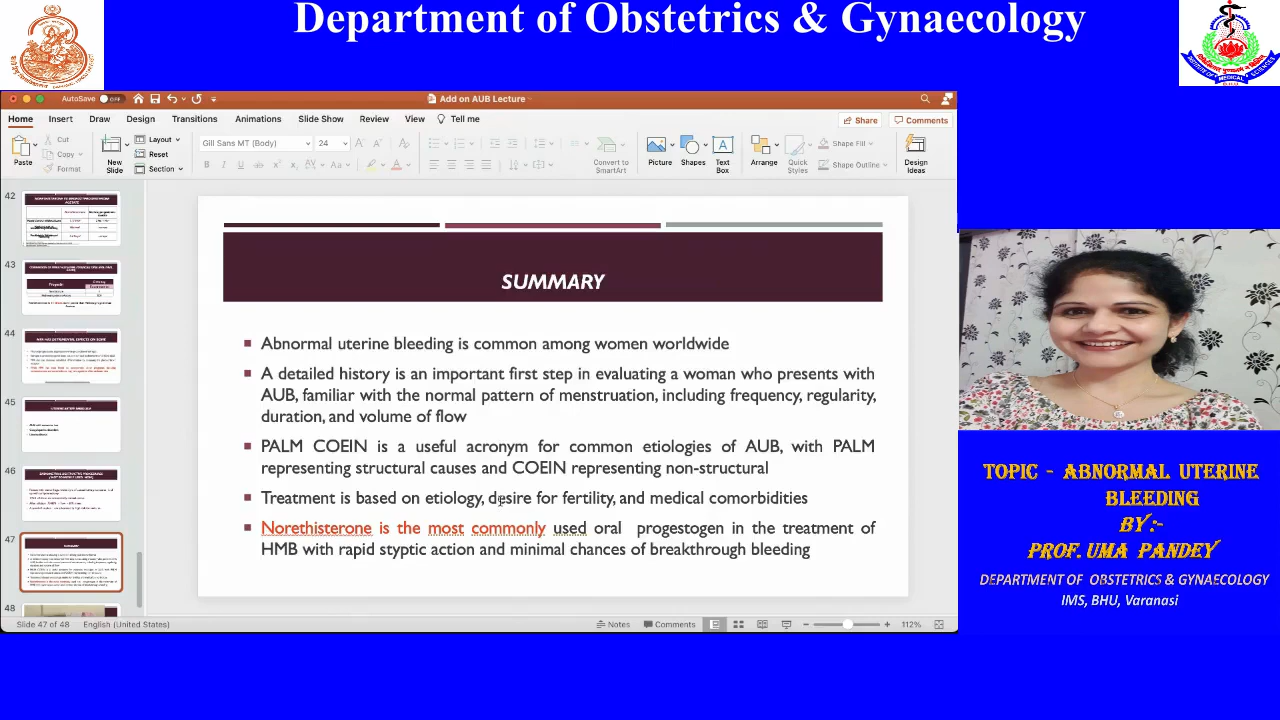 Department of Obstetrics & Gynaecology
AutoSave OFF
Add on AUB Lecture
Home Insert Draw Design Transitions Animations Slide Show Review View Tell me
Share Comments
Paste
Cut
Copy
Format
New Slide
Layout
Reset
Section
Gill Sans MT (Body) 24
Convert to SmartArt
Picture
Shapes
Text Box
Arrange
Quick Styles
Shape Fill
Shape Outline
Design Ideas
42
43
44
45
46
47
48
SUMMARY
Abnormal uterine bleeding is common among women worldwide
A detailed history is an important first step in evaluating a woman who presents with
AUB, familiar with the normal pattern of menstruation, including frequency, regularity,
duration, and volume of flow
PALM COEIN is a useful acronym for common etiologies of AUB, with PALM
representing structural causes and COEIN representing non-structural
Treatment is based on etiology, desire for fertility, and medical comorbidities
Norethisterone is the most commonly used oral progestogen in the treatment of
HMB with rapid styptic action and minimal chances of breakthrough bleeding
Slide 47 of 48 English (United States)
Notes Comments 112%
TOPIC - ABNORMAL UTERINE
BLEEDING
BY:-
PROF. UMA PANDEY
DEPARTMENT OF OBSTETRICS & GYNAECOLOGY
IMS, BHU, Varanasi